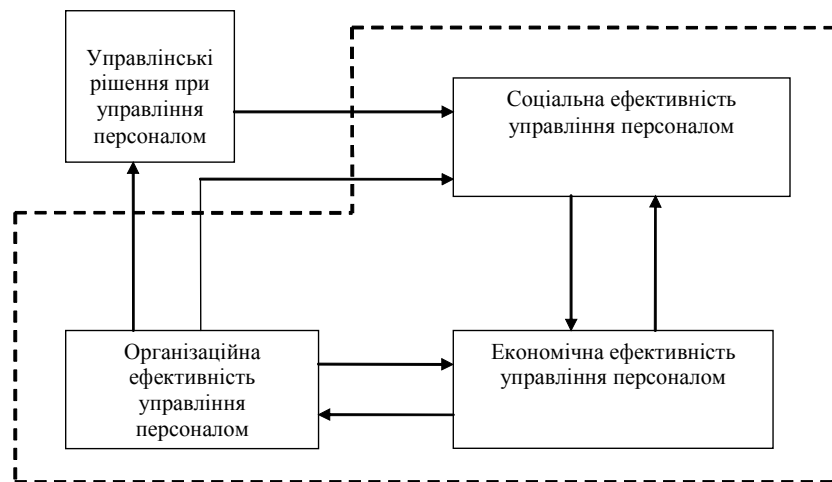 Управлінські
рішення при
управління
персоналом
Соціальна ефективність
управління персоналом
Організаційна
ефективність
управління
персоналом
Економічна ефективність
управління персоналом